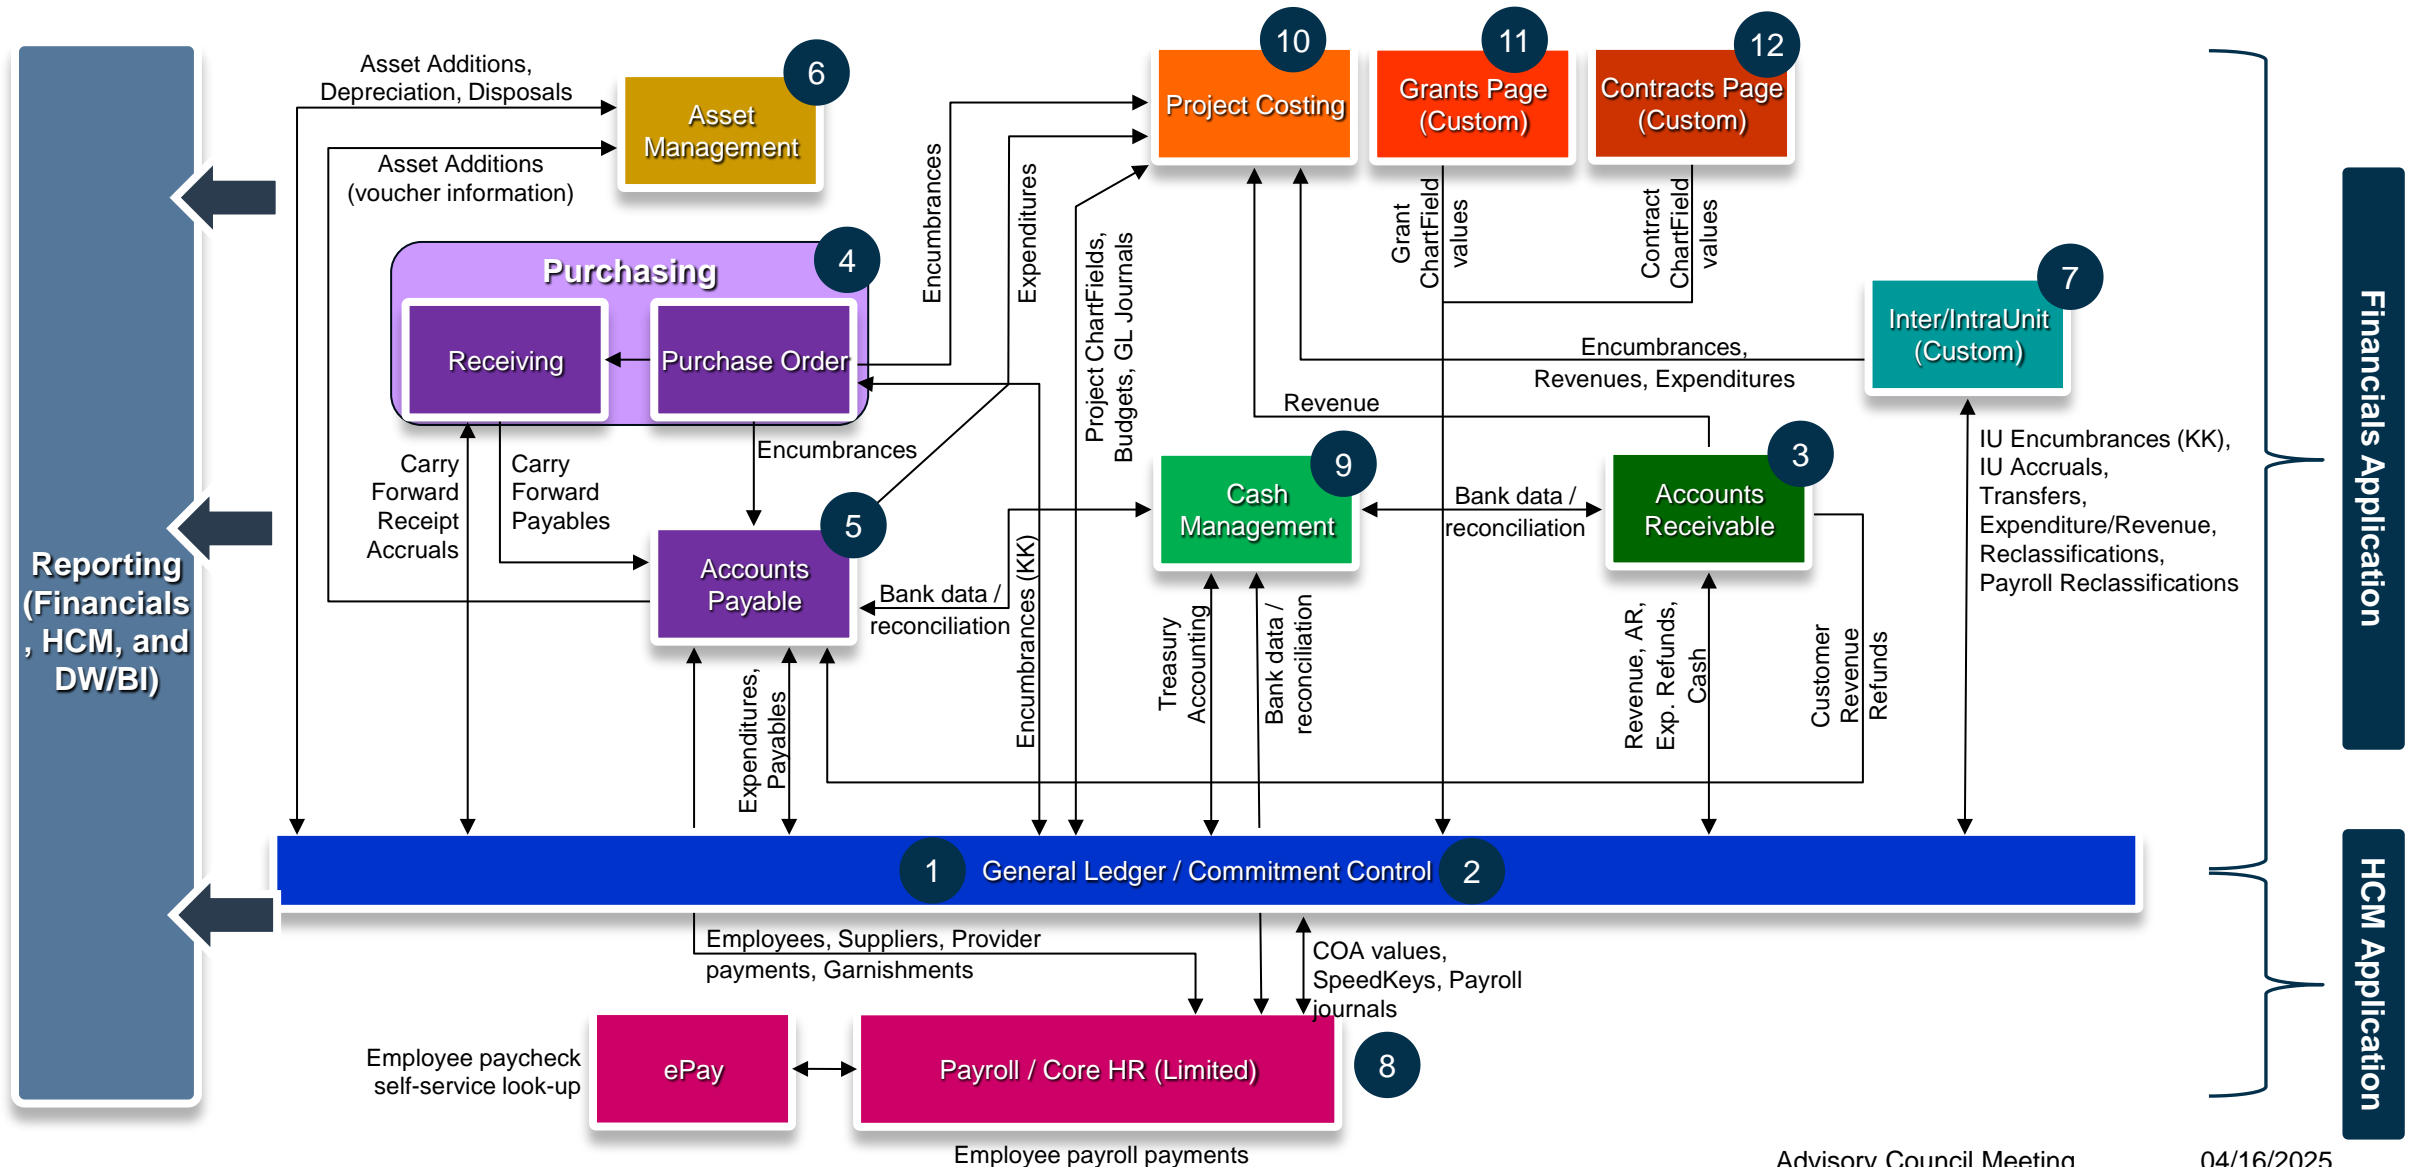 Reporting
(Financials
, HCM, and
DW/BI)
Asset Additions,
Depreciation, Disposals
Asset Additions
(voucher information)
6
Asset
Management
10
Project Costing
11
Grants Page
(Custom)
12
Contracts Page
(Custom)
Encumbrances
Expenditures
Project ChartFields,
Budgets, GL Journals
Grant
ChartField
values
Contract
ChartField
values
4
Purchasing
Receiving
Purchase Order
7
Inter/IntraUnit
(Custom)
Encumbrances,
Revenues, Expenditures
Revenue
Carry
Forward
Receipt
Accruals
Carry
Forward
Payables
Encumbrances
5
Accounts
Payable
9
Cash
Management
Bank data /
reconciliation
3
Accounts
Receivable
IU Encumbrances (KK),
IU Accruals,
Transfers,
Expenditure/Revenue,
Reclassifications,
Payroll Reclassifications
Bank data /
reconciliation
Encumbrances (KK)
Expenditures,
Payables
Treasury
Accounting
Bank data /
reconciliation
Revenue, AR,
Exp. Refunds,
Cash
Customer
Revenue
Refunds
1
General Ledger / Commitment Control
2
Employees, Suppliers, Provider
payments, Garnishments
COA values,
SpeedKeys, Payroll
journals
Employee paycheck
self-service look-up
ePay
Payroll / Core HR (Limited)
8
Employee payroll payments
Financials Application
HCM Application
Advisory Council Meeting
04/16/2025